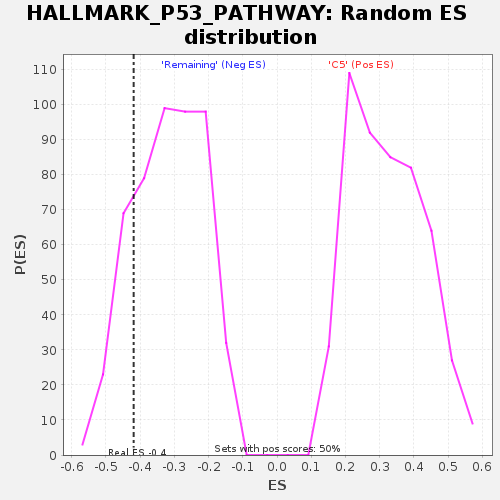 HALLMARK_P53_PATHWAY: Random ES
distribution
'Remaining' (Neg ES)
'C5' (Pos ES)
110
100
90
80
70
60
50
40
30
20
10
0
P(ES)
Real ES -0.4
Sets with pos scores: 50%
-0.6 -0.5 -0.4 -0.3 -0.2 -0.1 0.0 0.1 0.2 0.3 0.4 0.5 0.6
ES